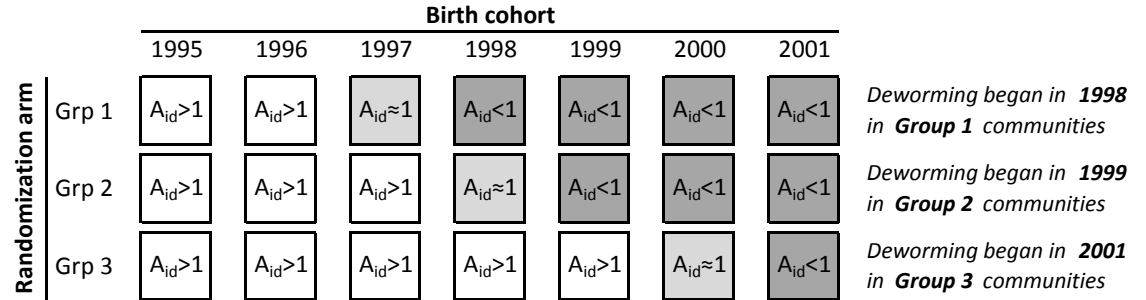 Birth cohort
1995 1996 1997 1998 1999 2000 2001
Randomization arm
Grp 1 A_id>1 A_id>1 A_id≈1 A_id<1 A_id<1 A_id<1 A_id<1 Deworming began in 1998
in Group 1 communities
Grp 2 A_id>1 A_id>1 A_id>1 A_id≈1 A_id<1 A_id<1 A_id<1 Deworming began in 1999
in Group 2 communities
Grp 3 A_id>1 A_id>1 A_id>1 A_id>1 A_id>1 A_id≈1 A_id<1 Deworming began in 2001
in Group 3 communities